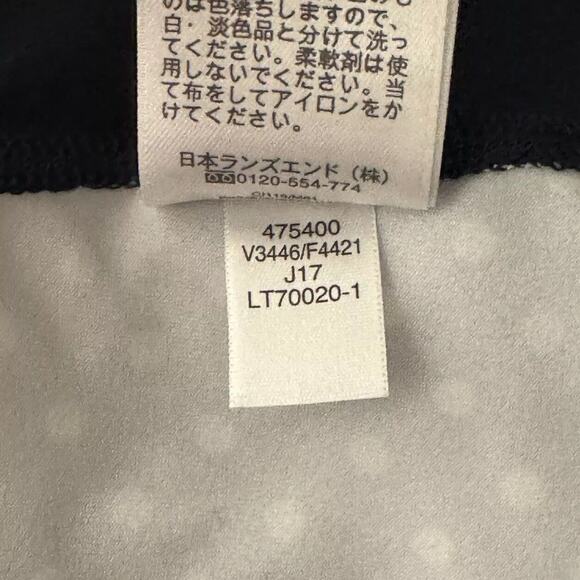 のは色落ちしますので、
白・淡色品と分けて洗っ
てください。柔軟剤は使
用しないでください。当
て布をしてアイロンをか
けてください。
日本ランズエンド（株）
0120-554-774
475400
V3446/F4421
J17
LT70020-1